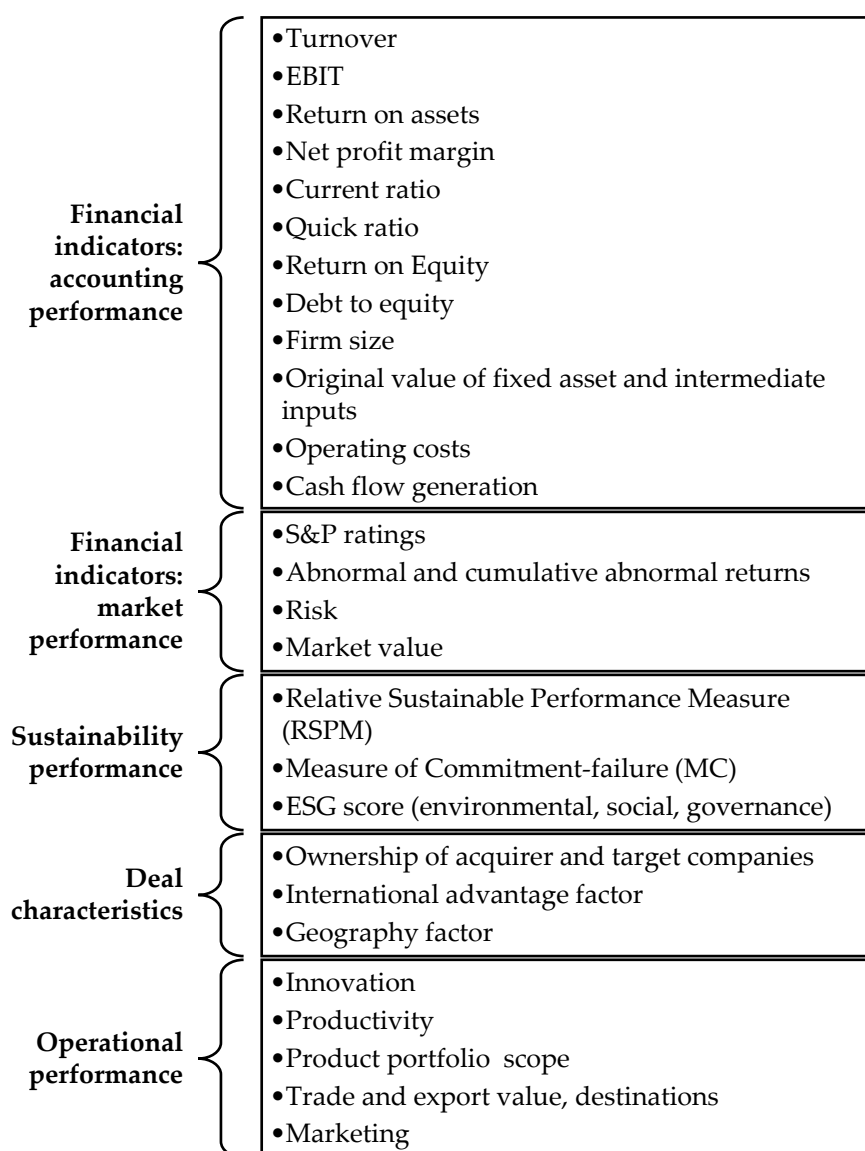 Financial
indicators:
accounting
performance
•Turnover
•EBIT
•Return on assets
•Net profit margin
•Current ratio
•Quick ratio
•Return on Equity
•Debt to equity
•Firm size
•Original value of fixed asset and intermediate
inputs
•Operating costs
•Cash flow generation
Financial
indicators:
market
performance
•S&P ratings
•Abnormal and cumulative abnormal returns
•Risk
•Market value
Sustainability
performance
•Relative Sustainable Performance Measure
(RSPM)
•Measure of Commitment-failure (MC)
•ESG score (environmental, social, governance)
Deal
characteristics
•Ownership of acquirer and target companies
•International advantage factor
•Geography factor
Operational
performance
•Innovation
•Productivity
•Product portfolio scope
•Trade and export value, destinations
•Marketing